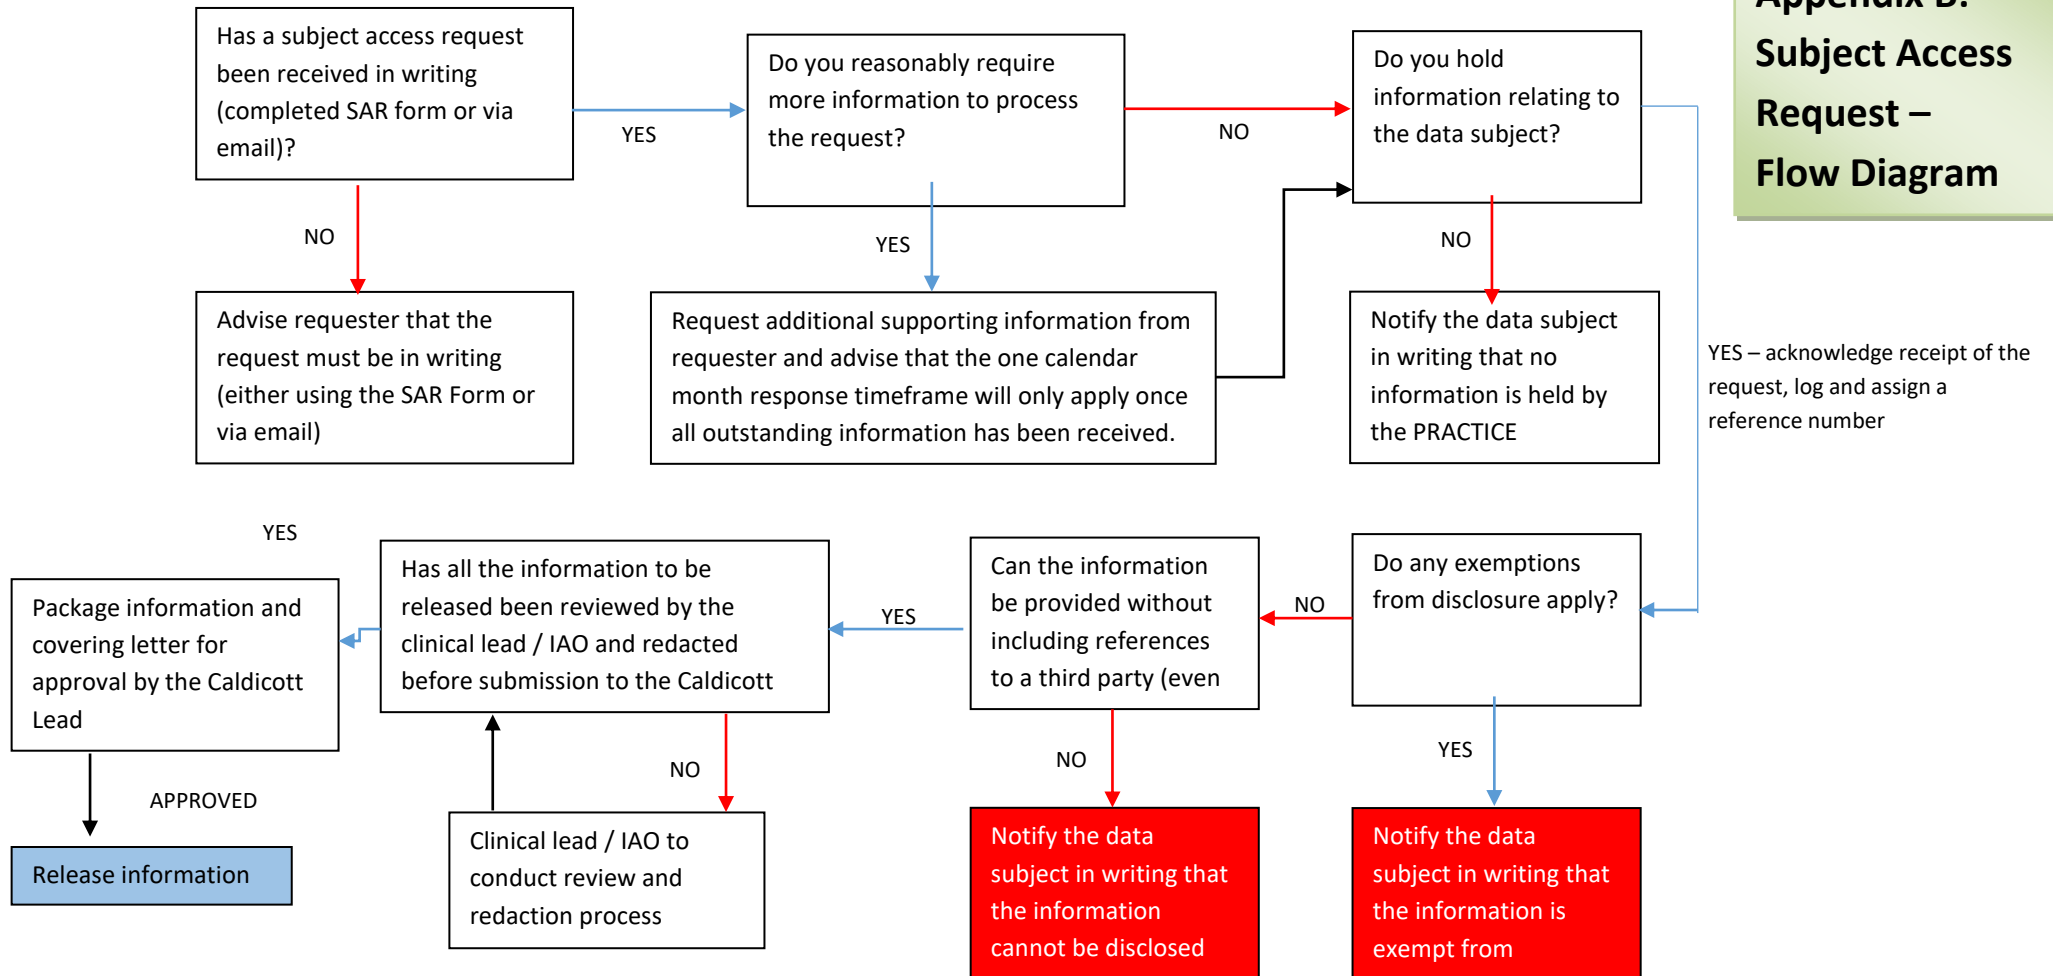 Appendix B:
Subject Access
Request –
Flow Diagram
Has a subject access request
been received in writing
(completed SAR form or via
email)?
YES
Do you reasonably require
more information to process
the request?
NO
Do you hold
information relating to
the data subject?
NO
YES
NO
Advise requester that the
request must be in writing
(either using the SAR Form or
via email)
Request additional supporting information from
requester and advise that the one calendar
month response timeframe will only apply once
all outstanding information has been received.
Notify the data subject
in writing that no
information is held by
the PRACTICE
YES – acknowledge receipt of the
request, log and assign a
reference number
Do any exemptions
from disclosure apply?
NO
Can the information
be provided without
including references
to a third party (even
YES
Has all the information to be
released been reviewed by the
clinical lead / IAO and redacted
before submission to the Caldicott
YES
Package information and
covering letter for
approval by the Caldicott
Lead
APPROVED
Release information
NO
Clinical lead / IAO to
conduct review and
redaction process
NO
Notify the data
subject in writing that
the information
cannot be disclosed
YES
Notify the data
subject in writing that
the information is
exempt from